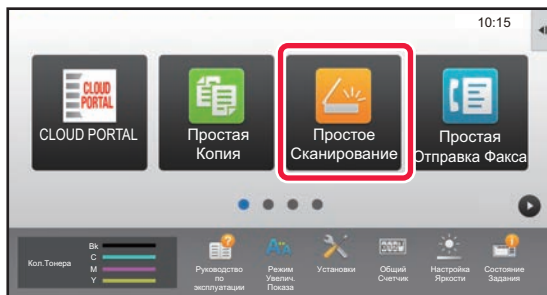 10:15
CLOUD
PORTAL
CLOUD PORTAL
Простая
Копия
Простое
Сканирование
Простая
Отправка Факса
Кол.Тонера
Bk
C
M
Y
Руководство
по
эксплуатации
Режим
Увелич.
Показа
Установки
Общий
Счетчик
Настройка
Яркости
Состояние
Задания